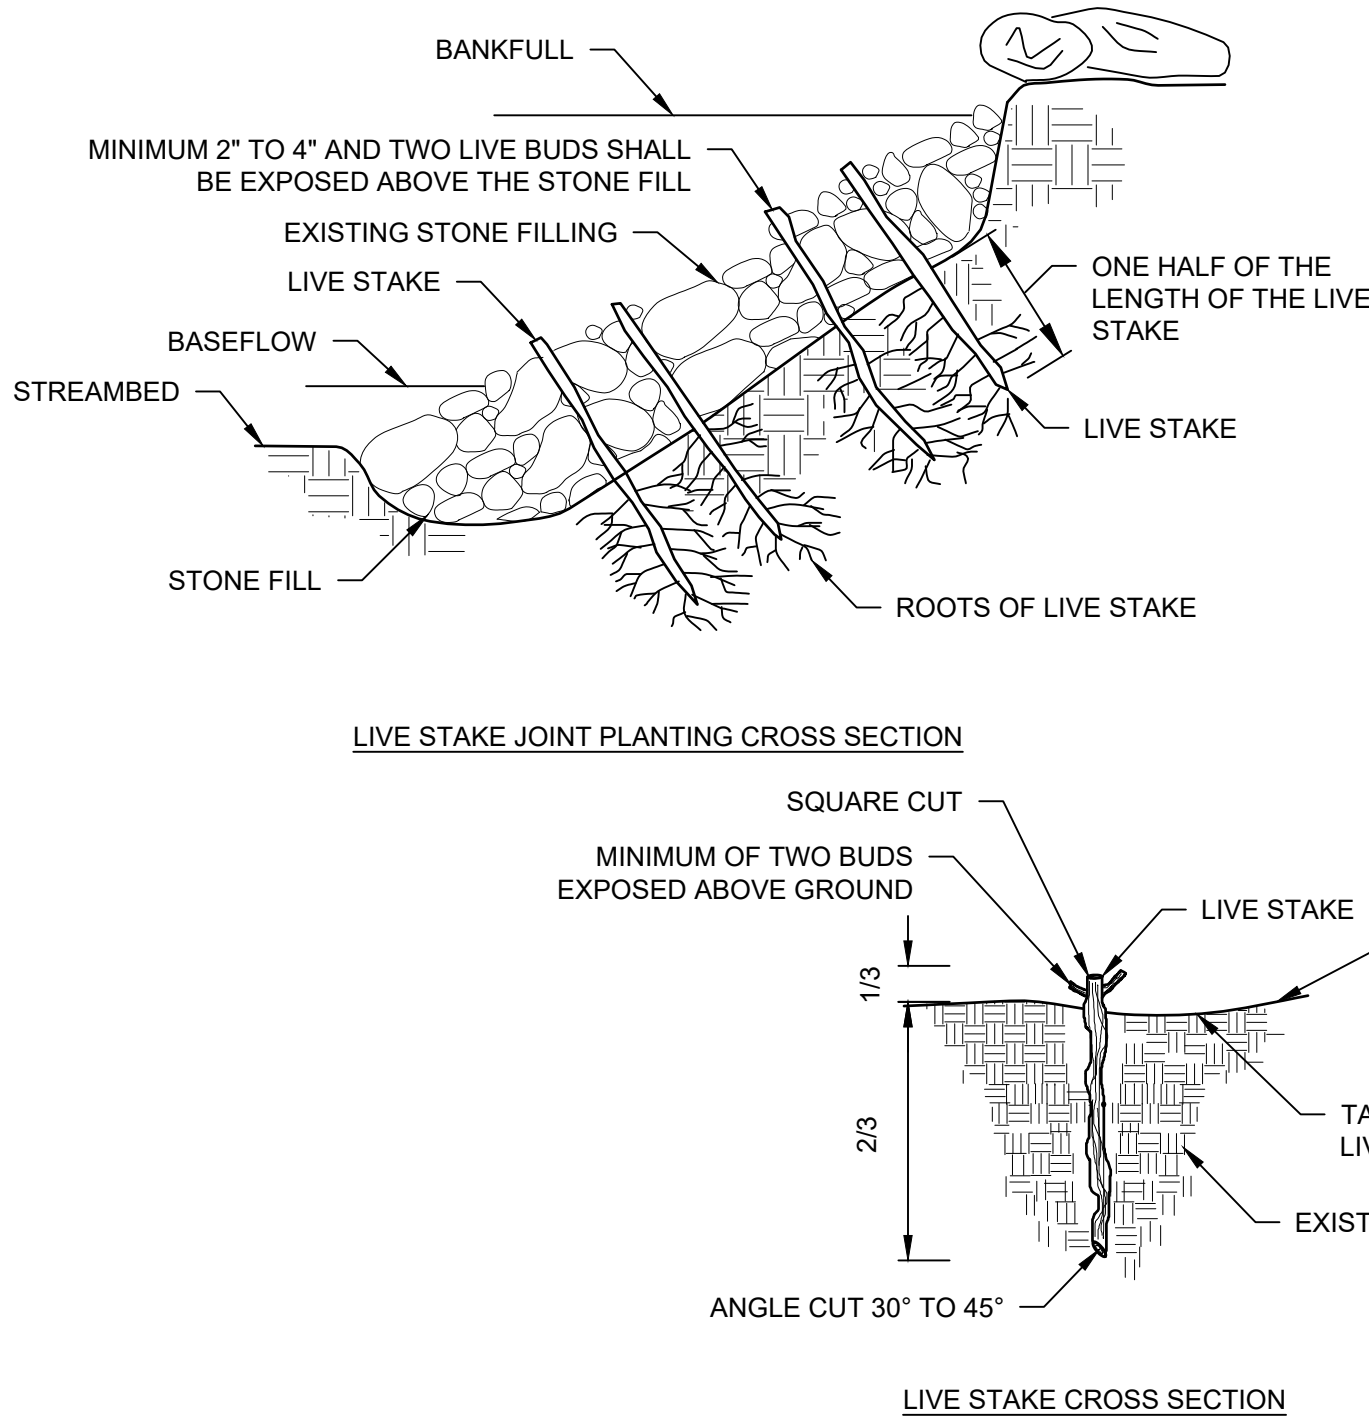 BANKFULL
MINIMUM 2" TO 4" AND TWO LIVE BUDS SHALL
BE EXPOSED ABOVE THE STONE FILL
EXISTING STONE FILLING
LIVE STAKE
BASEFLOW
STREAMBED
ONE HALF OF THE
LENGTH OF THE LIVE
STAKE
LIVE STAKE
STONE FILL
ROOTS OF LIVE STAKE
LIVE STAKE JOINT PLANTING CROSS SECTION
SQUARE CUT
MINIMUM OF TWO BUDS
EXPOSED ABOVE GROUND
LIVE STAKE
1/3
2/3
ANGLE CUT 30° TO 45°
LIVE STAKE CROSS SECTION